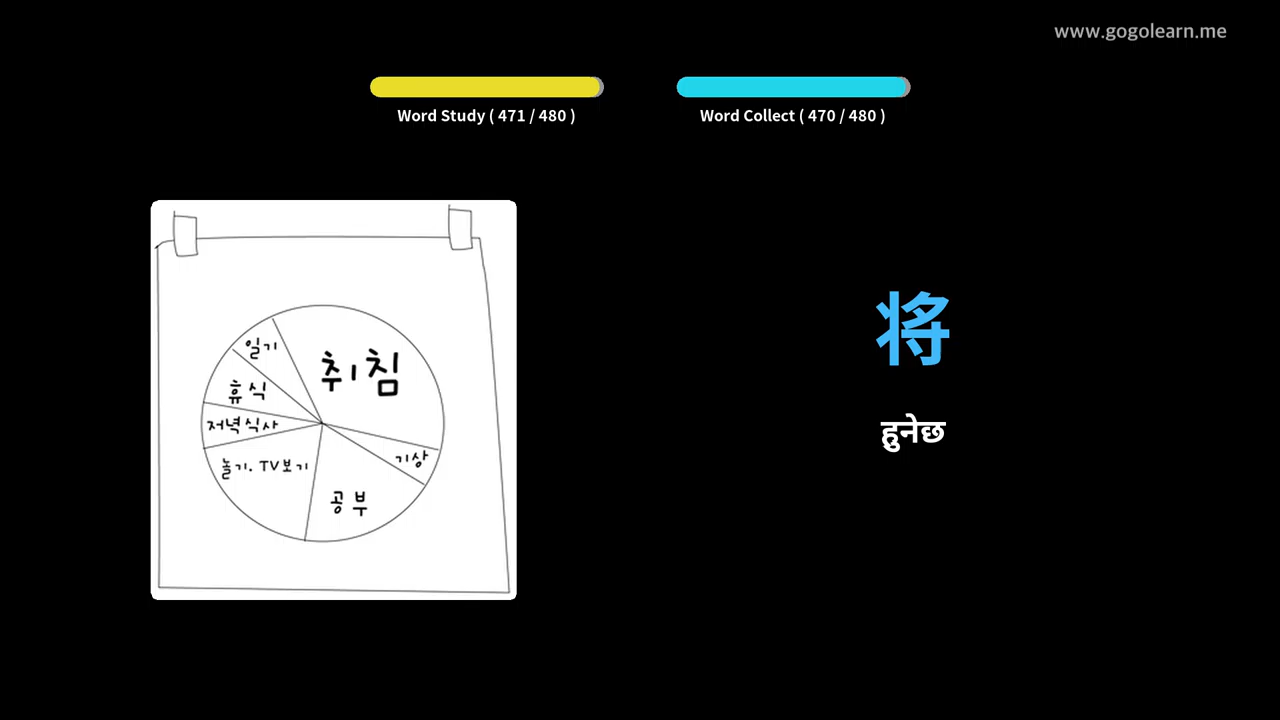 www.gogolearn.me
Word Study ( 471 / 480 )
Word Collect ( 470 / 480 )
일기
취침
휴식
저녁식사
놀기. TV보기
기상
공부
将
हुनेछ